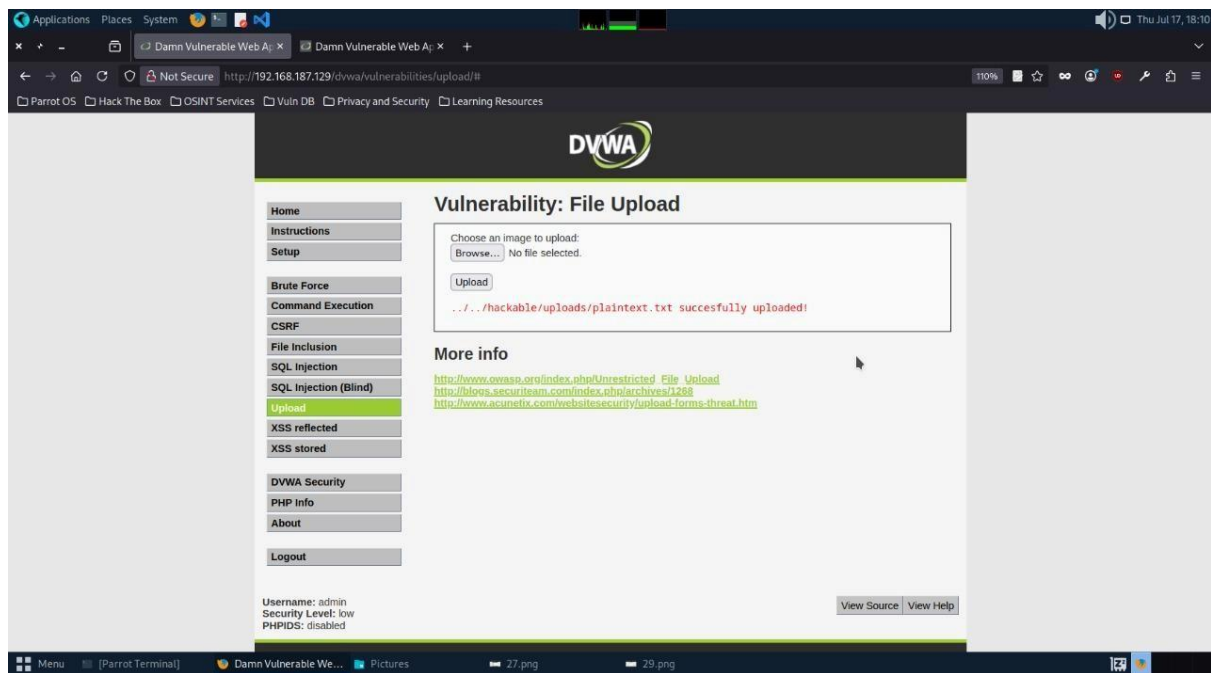 Applications Places System
Thu Jul 17, 18:10
Damn Vulnerable Web Ap
Damn Vulnerable Web Ap
Not Secure http://192.168.187.129/dvwa/vulnerabilities/upload/#
110%
Parrot OS Hack The Box OSINT Services Vuln DB Privacy and Security Learning Resources
DVWA
Home
Instructions
Setup
Brute Force
Command Execution
CSRF
File Inclusion
SQL Injection
SQL Injection (Blind)
Upload
XSS reflected
XSS stored
DVWA Security
PHP Info
About
Logout
Vulnerability: File Upload
Choose an image to upload:
Browse... No file selected.
Upload
../../hackable/uploads/plaintext.txt succesfully uploaded!
More info
http://www.owasp.org/index.php/Unrestricted_File_Upload
http://blogs.securiteam.com/index.php/archives/1268
http://www.acunetix.com/websitesecurity/upload-forms-threat.htm
Username: admin
Security Level: low
PHPIDS: disabled
View Source View Help
Menu [Parrot Terminal] Damn Vulnerable We... Pictures 27.png 29.png